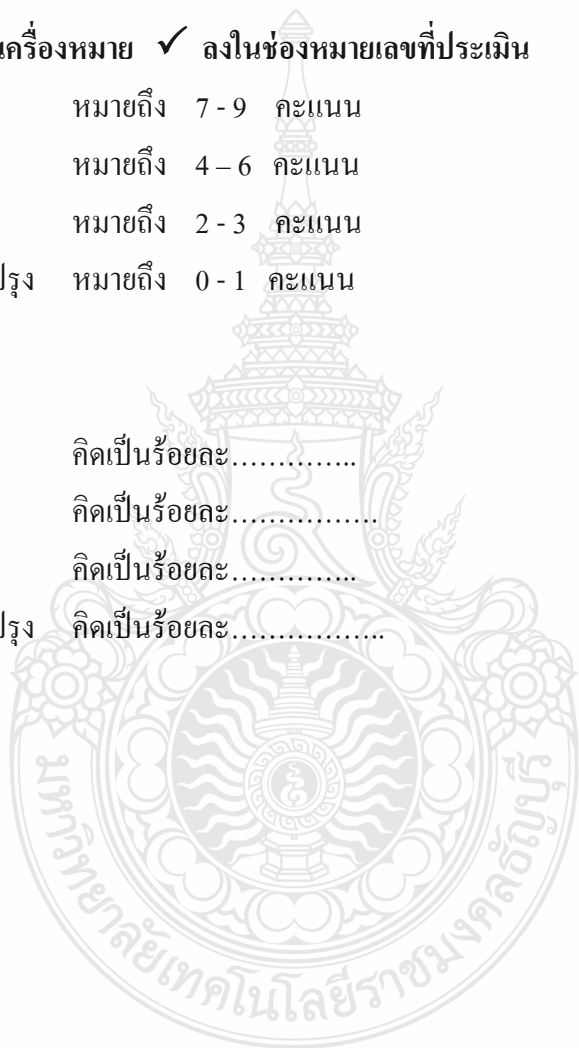 เครื่องหมาย ✓ ลงในช่องหมายเลขที่ประเมิน
หมายถึง 7 - 9 คะแนน
หมายถึง 4 – 6 คะแนน
หมายถึง 2 - 3 คะแนน
ปรุง หมายถึง 0 - 1 คะแนน
คิดเป็นร้อยละ…………..
คิดเป็นร้อยละ…………….
คิดเป็นร้อยละ…………..
ปรุง คิดเป็นร้อยละ……………..
มหาวิทยาลัยเทคโนโลยีราชมงคลธัญบุรี